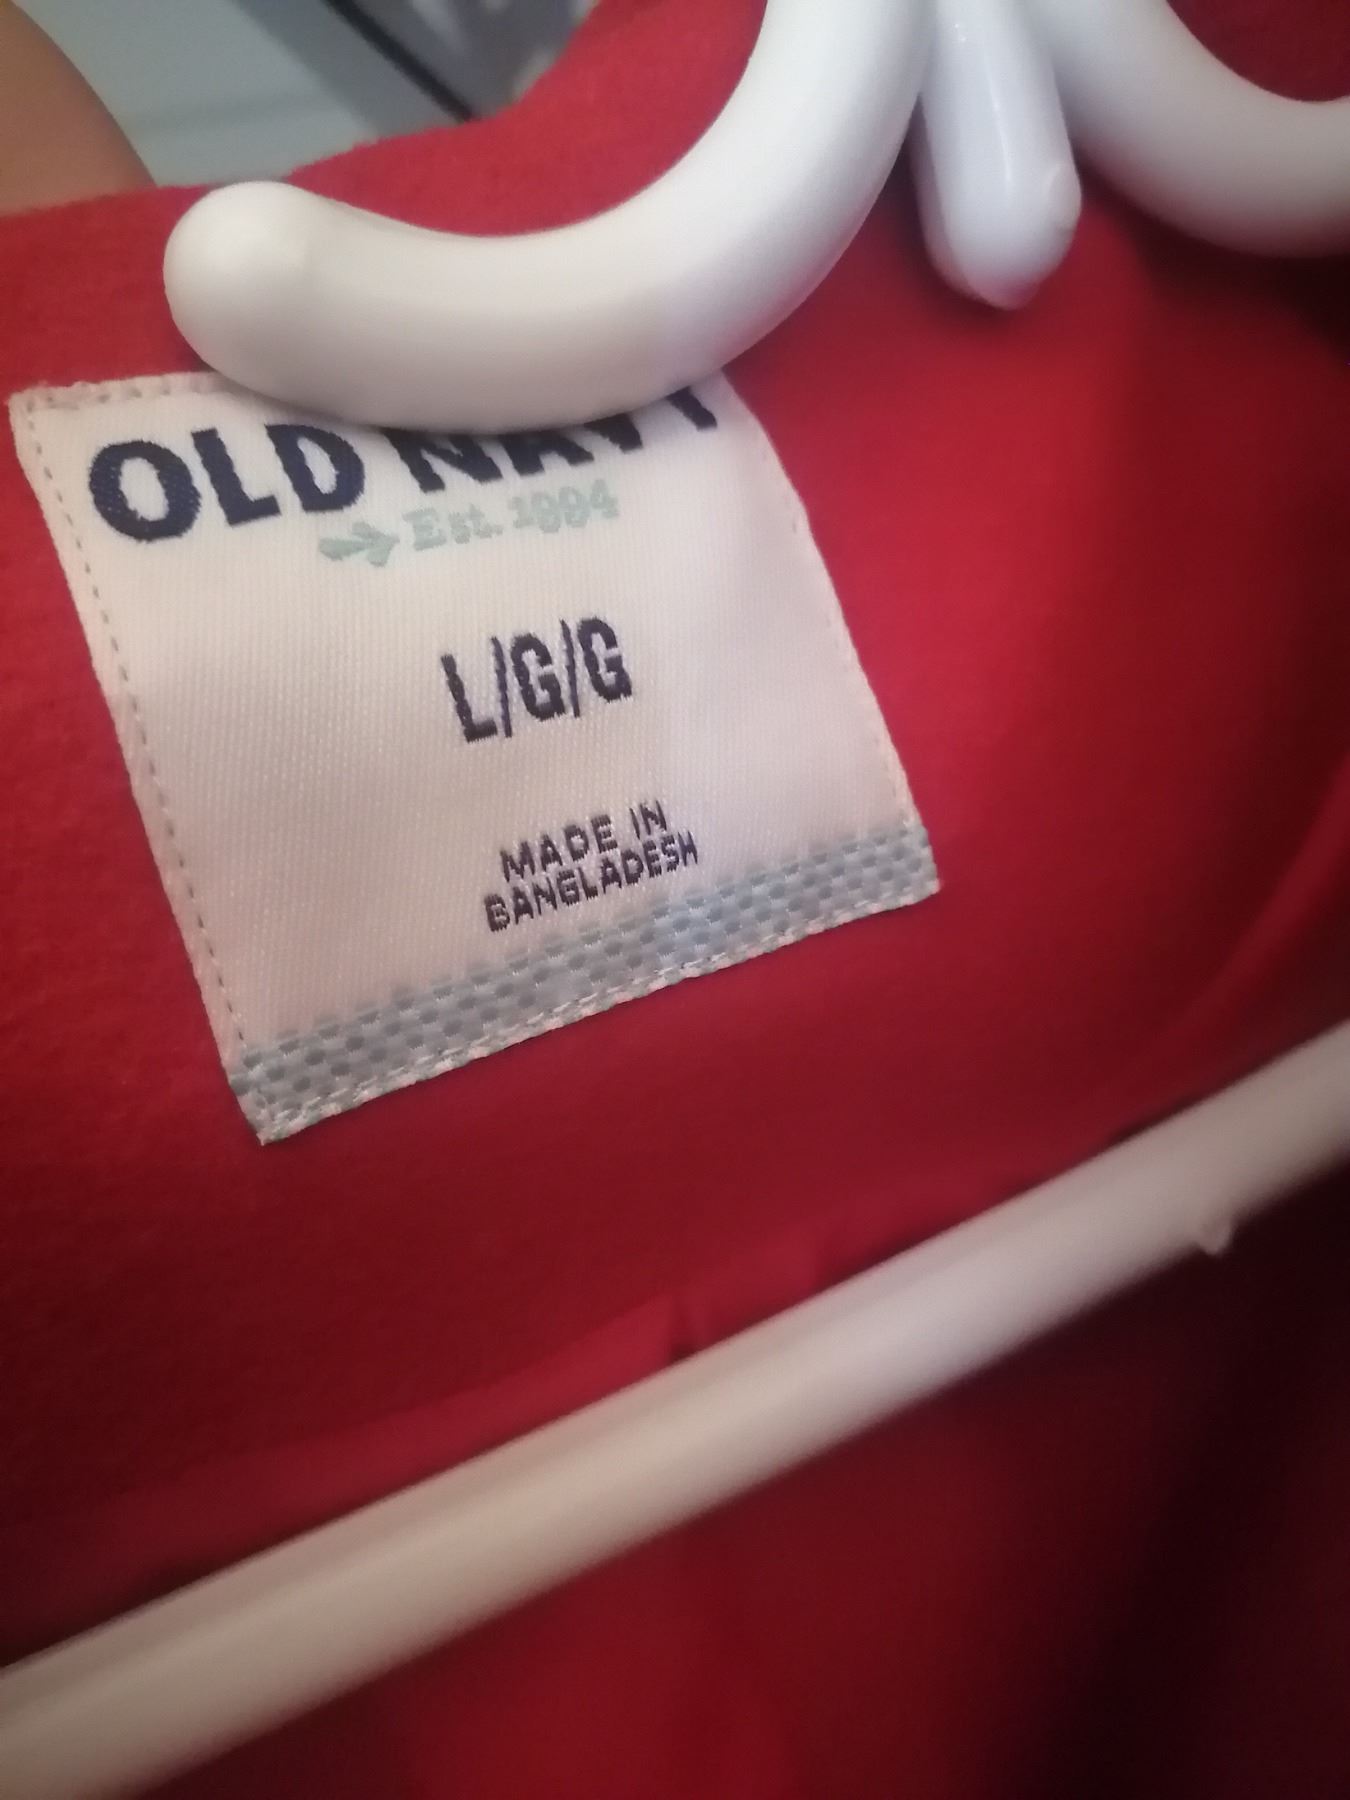 OLD NAVY
Est. 1994
L/G/G
MADE IN
BANGLADESH